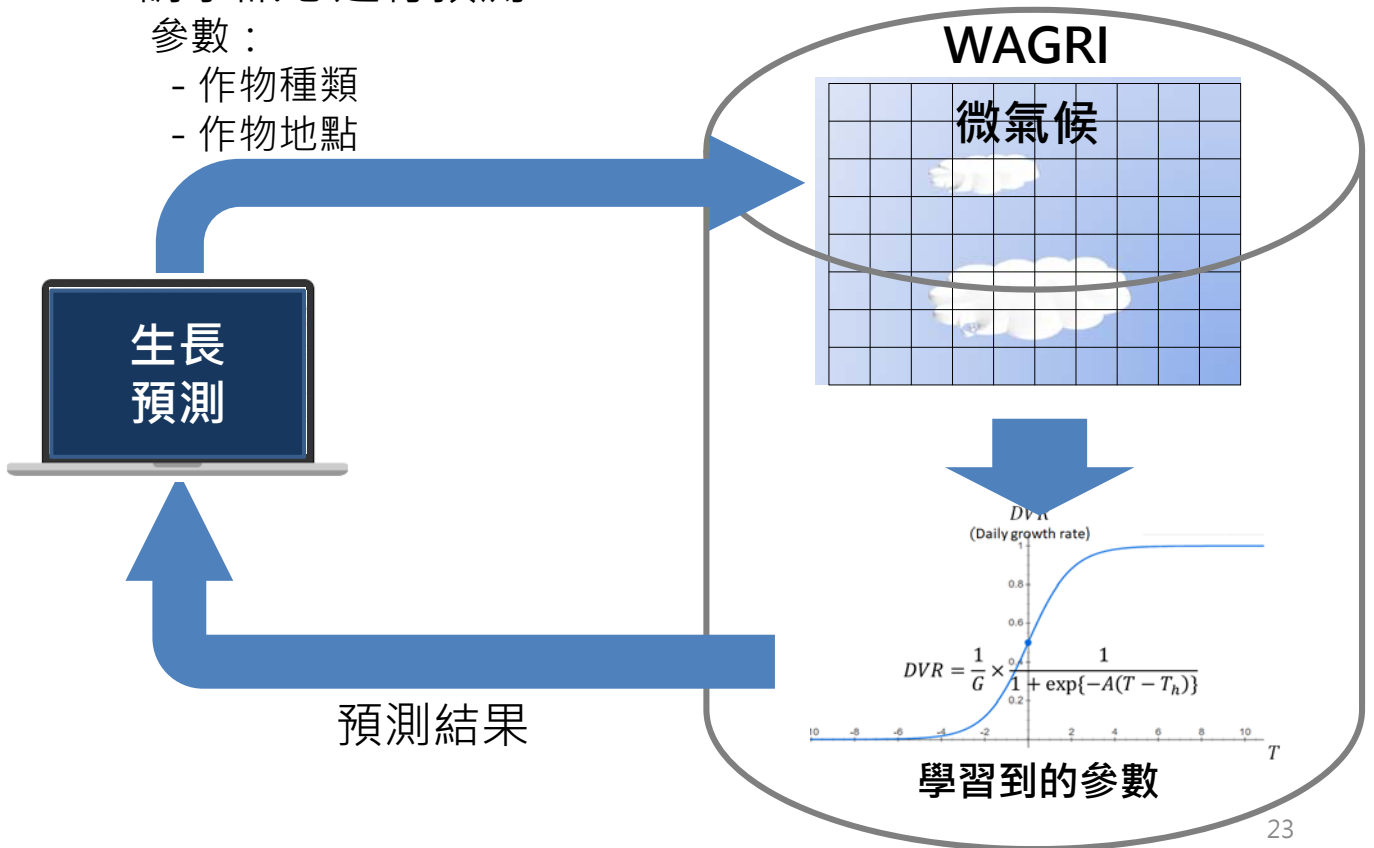 參數：
- 作物種類
- 作物地點
WAGRI
微氣候
生長
預測
(Daily growth rate)
1
0.8
0.6
0.4
DVR = 1/G × 1/(1 + exp{−A(T − T_h)})
0.2
10 -8 -6 -4 -2 2 4 6 8 10
T
預測結果
學習到的參數
23